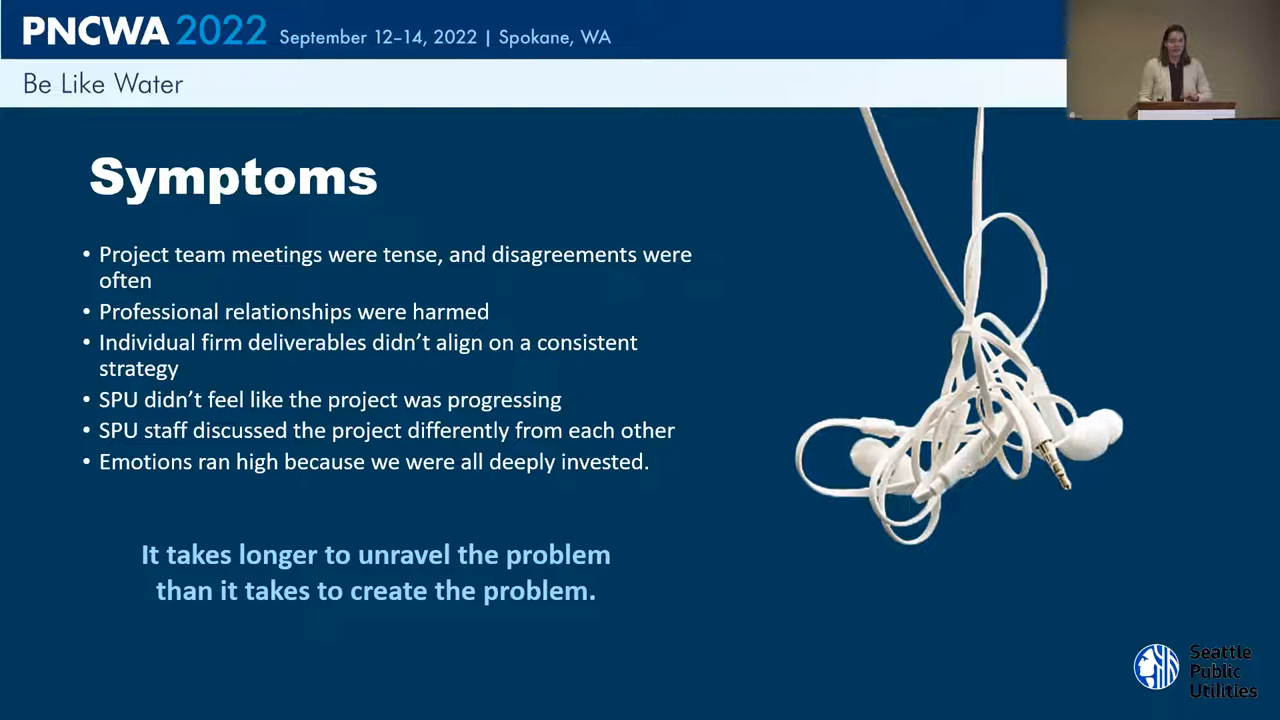 PNCWA 2022 September 12–14, 2022 | Spokane, WA
Be Like Water
Symptoms
• Project team meetings were tense, and disagreements were
often
• Professional relationships were harmed
• Individual firm deliverables didn’t align on a consistent
strategy
• SPU didn’t feel like the project was progressing
• SPU staff discussed the project differently from each other
• Emotions ran high because we were all deeply invested.
It takes longer to unravel the problem
than it takes to create the problem.
Seattle
Public
Utilities